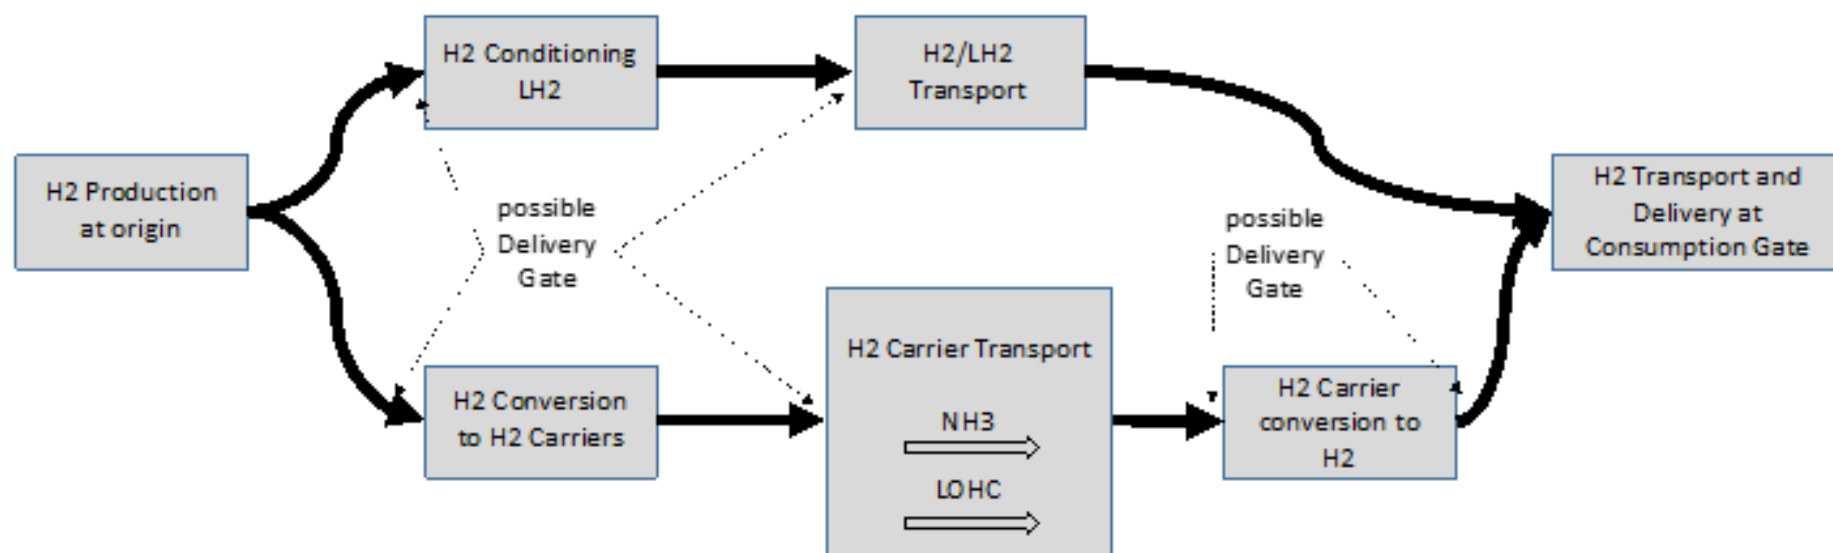 H2 Conditioning
LH2
H2/LH2
Transport
H2 Production
at origin
possible
Delivery
Gate
possible
Delivery
Gate
H2 Transport and
Delivery at
Consumption Gate
H2 Conversion
to H2 Carriers
H2 Carrier Transport
NH3
LOHC
H2 Carrier
conversion to
H2